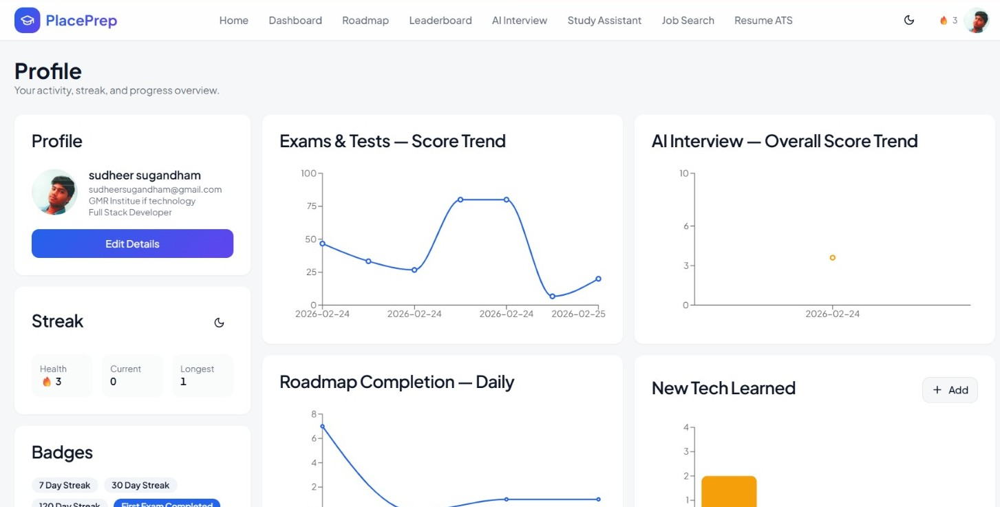 PlacePrep
Home Dashboard Roadmap Leaderboard AI Interview Study Assistant Job Search Resume ATS
3
Profile
Your activity, streak, and progress overview.
Profile
sudheer sugandham
sudheersugandham@gmail.com
GMR Institue if technology
Full Stack Developer
Edit Details
Streak
Health Current Longest
3 0 1
Badges
7 Day Streak 30 Day Streak
120 Day Streak First Exam Completed
Exams & Tests — Score Trend
100
75
50
25
0
2026-02-24 2026-02-24 2026-02-24 2026-02-25
AI Interview — Overall Score Trend
10
6
3
0
2026-02-24
Roadmap Completion — Daily
8
6
4
2
New Tech Learned
+ Add
4
3
2
1